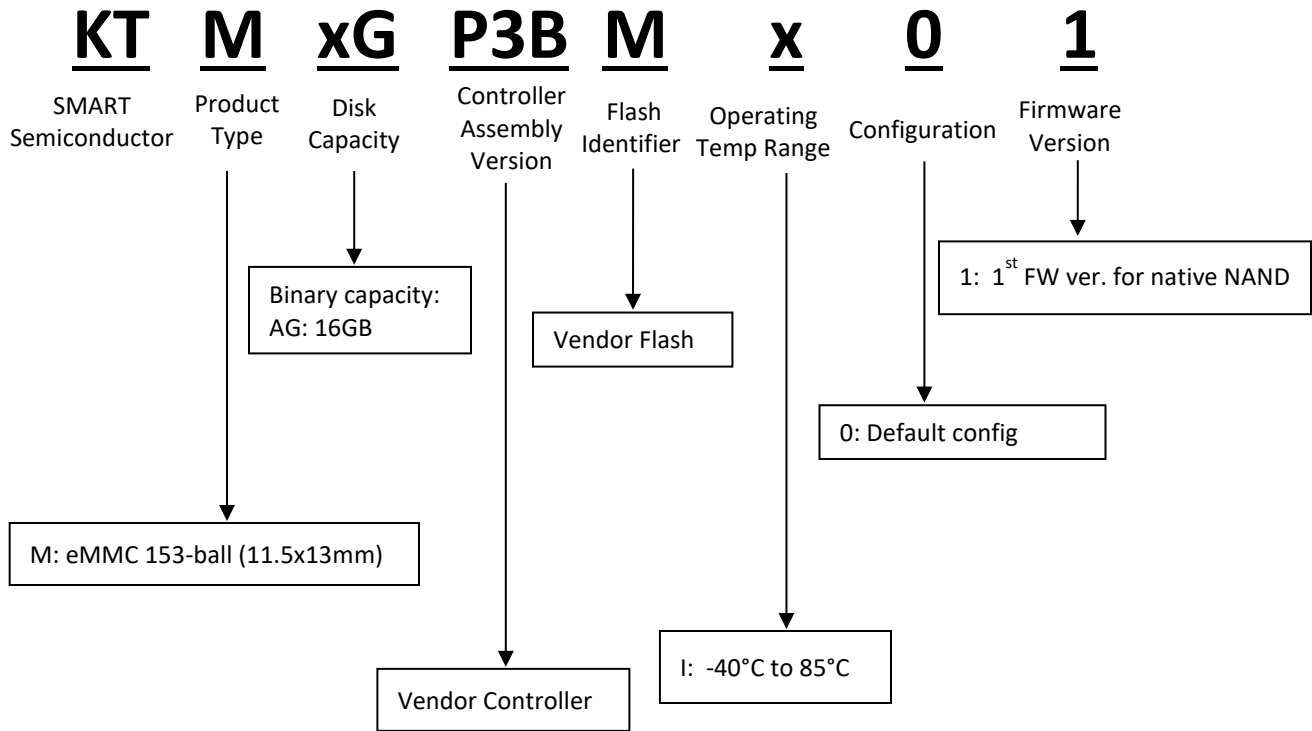 KT M xG P3B M x 0 1
SMART
Semiconductor
Product
Type
Disk
Capacity
Controller
Assembly
Version
Flash
Identifier
Operating
Temp Range
Configuration
Firmware
Version
1: 1st FW ver. for native NAND
Binary capacity:
AG: 16GB
Vendor Flash
0: Default config
M: eMMC 153-ball (11.5x13mm)
I: -40°C to 85°C
Vendor Controller